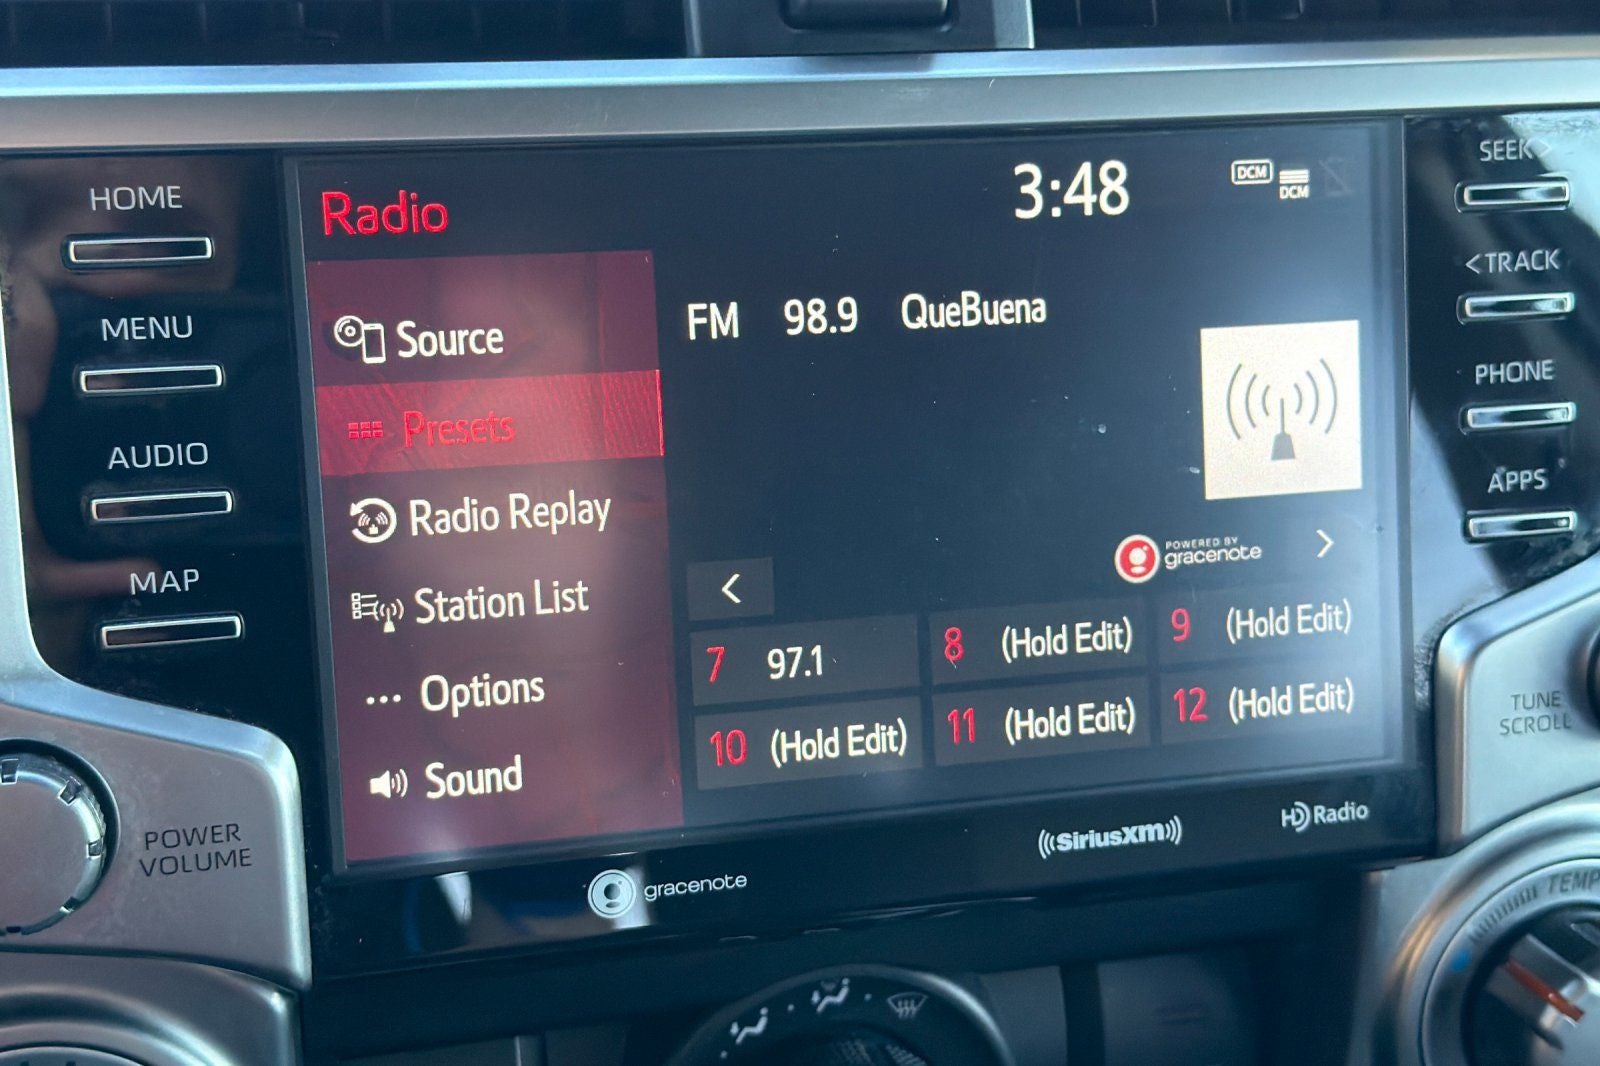 HOME
MENU
AUDIO
MAP
POWER
VOLUME
Radio
3:48
DCM
DCM
Source
Presets
Radio Replay
Station List
Options
Sound
FM 98.9 QueBuena
POWERED BY
gracenote
7 97.1
8 (Hold Edit)
9 (Hold Edit)
10 (Hold Edit)
11 (Hold Edit)
12 (Hold Edit)
gracenote
SiriusXM
HD Radio
SEEK >
< TRACK
PHONE
APPS
TUNE
SCROLL
TEMP